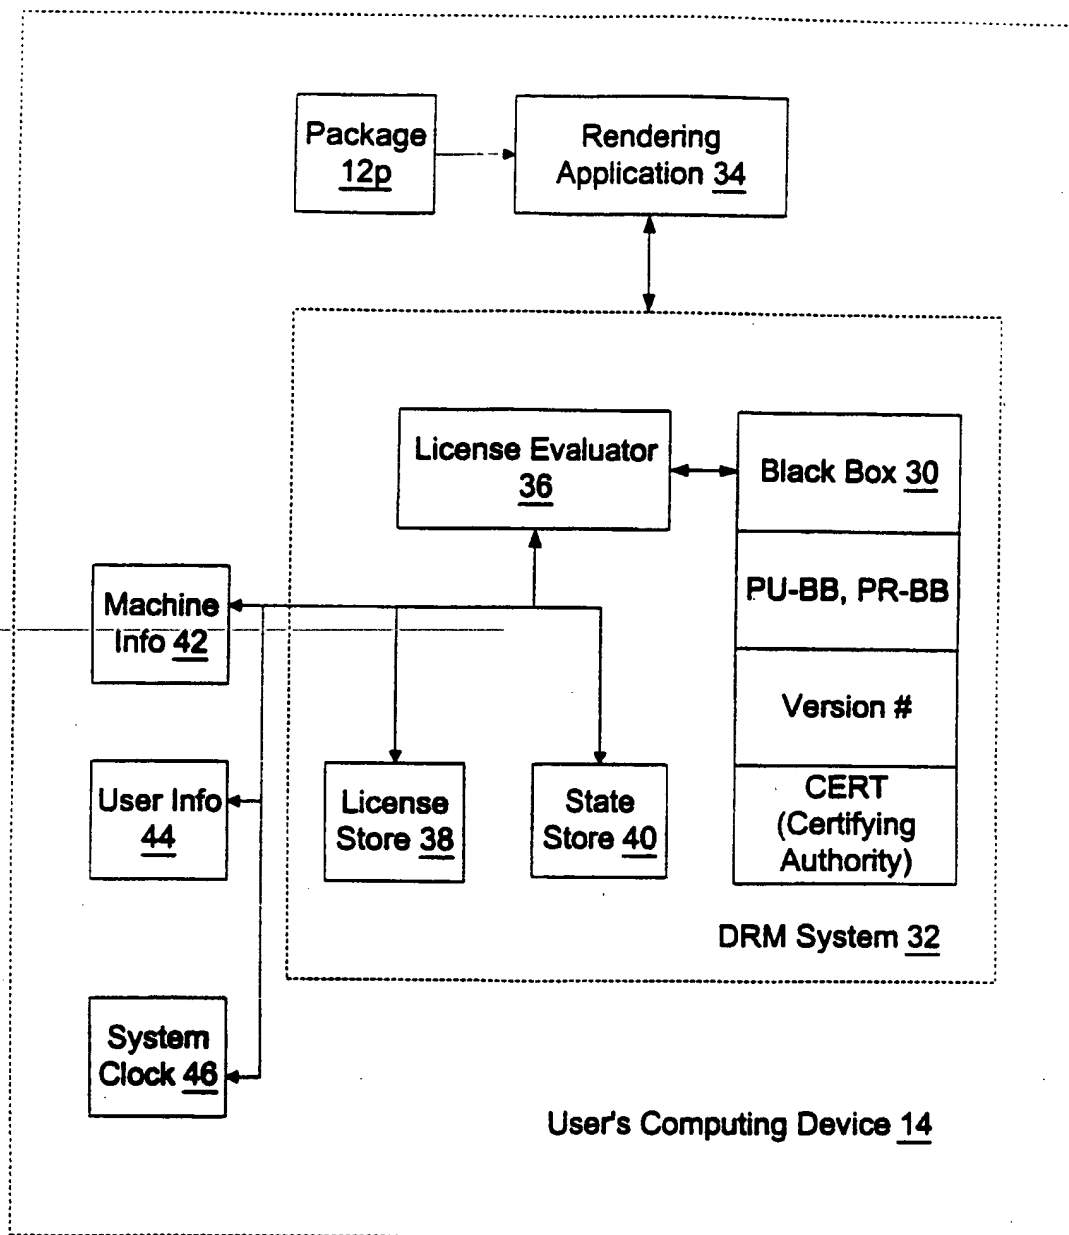 Package
12p
Rendering
Application 34
License Evaluator
36
Black Box 30
PU-BB, PR-BB
Version #
CERT
(Certifying
Authority)
Machine
Info 42
User Info
44
License
Store 38
State
Store 40
DRM System 32
System
Clock 46
User's Computing Device 14